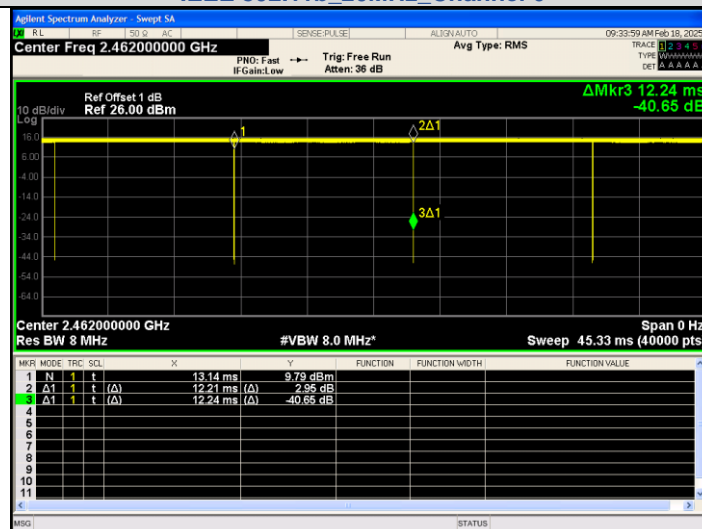 Agilent Spectrum Analyzer - Swept SA
RL RF 50 Ω AC SENSE:PULSE ALIGN AUTO 09:33:59 AM Feb 18, 2025
Center Freq 2.462000000 GHz Avg Type: RMS TRACE 1 2 3 4 5
PNO: Fast Trig: Free Run TYPE
IFGain:Low Atten: 36 dB DET A A A A A
ΔMkr3 12.24 ms
Ref Offset 1 dB
10 dB/div Ref 26.00 dBm -40.65 dB
Log
16.0
6.00
-4.00
-14.0
-24.0
-34.0
-44.0
-54.0
-64.0
1
2Δ1
3Δ1
Center 2.462000000 GHz Span 0 Hz
Res BW 8 MHz #VBW 8.0 MHz* Sweep 45.33 ms (40000 pts
MKR MODE TRC SCL X Y FUNCTION FUNCTION WIDTH FUNCTION VALUE
1 N 1 t 13.14 ms 9.79 dBm
2 Δ1 1 t (Δ) 12.21 ms (Δ) 2.95 dB
3 Δ1 1 t (Δ) 12.24 ms (Δ) -40.65 dB
4
5
6
7
8
9
10
11
MSG STATUS